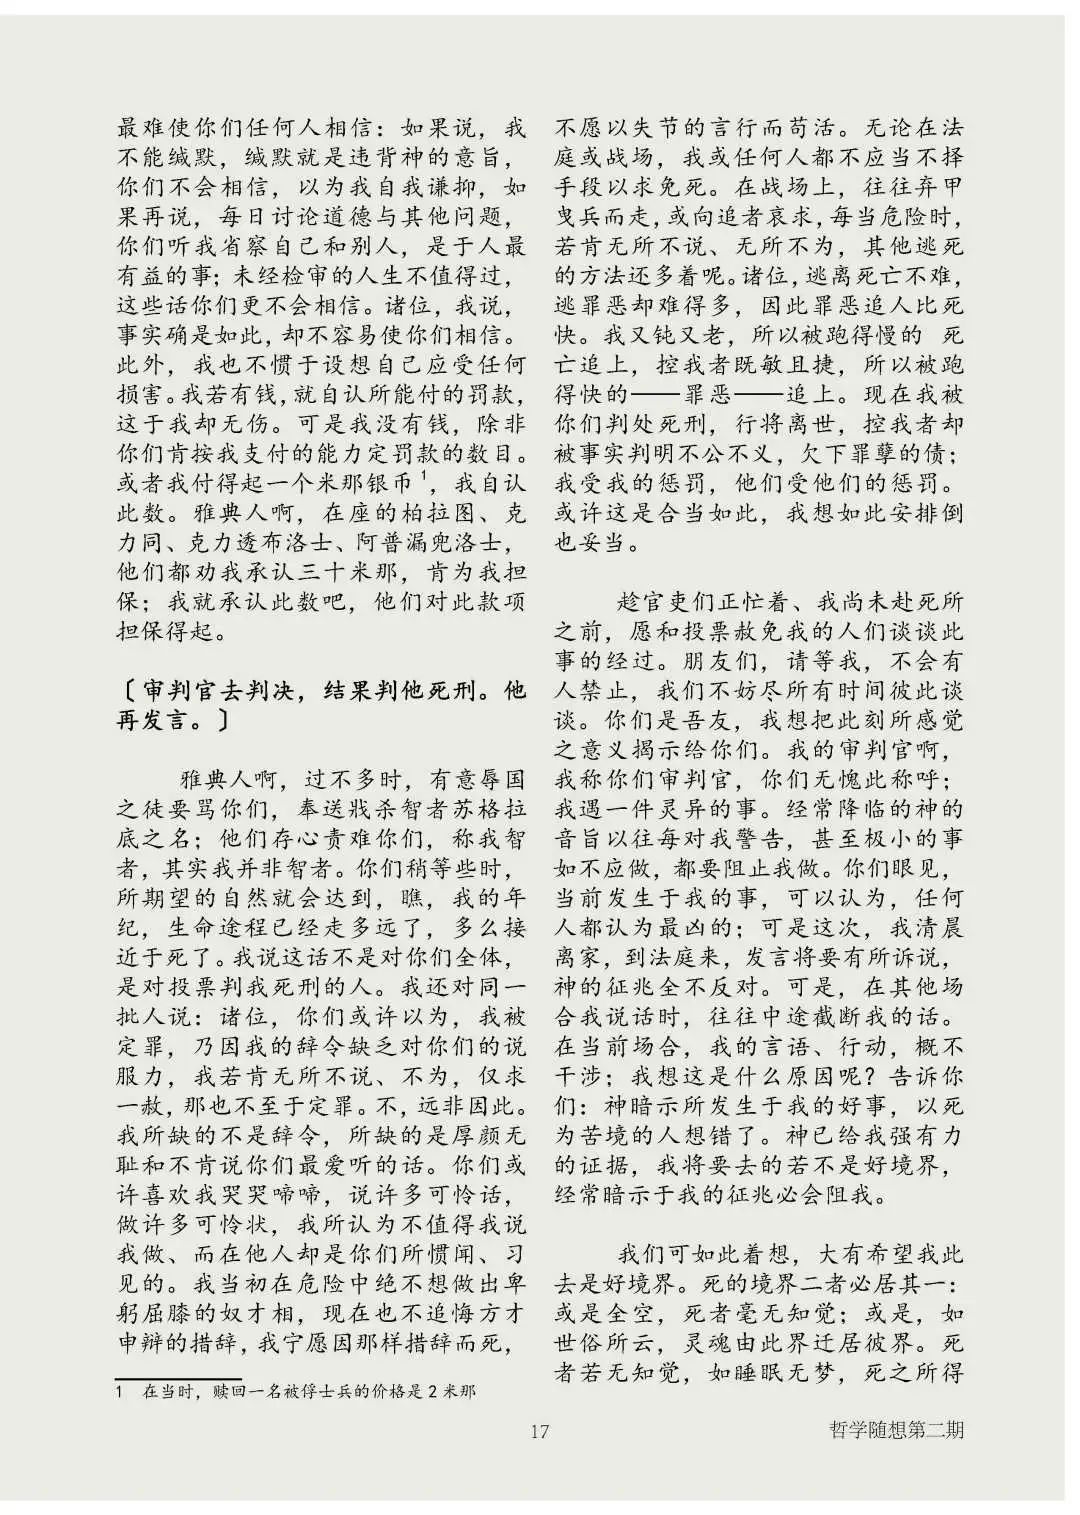 最难使你们任何人相信：如果说，我
不能缄默，缄默就是违背神的意旨，
你们不会相信，以为我自我谦抑，如
果再说，每日讨论道德与其他问题，
你们听我省察自己和别人，是于人最
有益的事；未经检审的人生不值得过，
这些话你们更不会相信。诸位，我说，
事实确是如此，却不容易使你们相信。
此外，我也不惯于设想自己应受任何
损害。我若有钱，就自认所能付的罚款，
这于我却无伤。可是我没有钱，除非
你们肯按我支付的能力定罚款的数目。
或者我付得起一个米那银币1，我自认
此数。雅典人啊，在座的柏拉图、克
力同、克力透布洛士、阿普漏兜洛士，
他们都劝我承认三十米那，肯为我担
保；我就承认此数吧，他们对此款项
担保得起。
〔审判官去判决，结果判他死刑。他
再发言。〕
雅典人啊，过不多时，有意辱国
之徒要骂你们，奉送戕杀智者苏格拉
底之名；他们存心责难你们，称我智
者，其实我并非智者。你们稍等些时，
所期望的自然就会达到，瞧，我的年
纪，生命途程已经走多远了，多么接
近于死了。我说这话不是对你们全体，
是对投票判我死刑的人。我还对同一
批人说：诸位，你们或许以为，我被
定罪，乃因我的辞令缺乏对你们的说
服力，我若肯无所不说、不为，仅求
一赦，那也不至于定罪。不，远非因此。
我所缺的不是辞令，所缺的是厚颜无
耻和不肯说你们最爱听的话。你们或
许喜欢我哭哭啼啼，说许多可怜话，
做许多可怜状，我所认为不值得我说
我做、而在他人却是你们所惯闻、习
见的。我当初在危险中绝不想做出卑
躬屈膝的奴才相，现在也不追悔方才
申辩的措辞，我宁愿因那样措辞而死，
1 在当时，赎回一名被俘士兵的价格是2米那
不愿以失节的言行而苟活。无论在法
庭或战场，我或任何人都不应当不择
手段以求免死。在战场上，往往弃甲
曳兵而走，或向追者哀求，每当危险时，
若肯无所不说、无所不为，其他逃死
的方法还多着呢。诸位，逃离死亡不难，
逃罪恶却难得多，因此罪恶追人比死
快。我又钝又老，所以被跑得慢的 死
亡追上，控我者既敏且捷，所以被跑
得快的——罪恶——追上。现在我被
你们判处死刑，行将离世，控我者却
被事实判明不公不义，欠下罪孽的债；
我受我的惩罚，他们受他们的惩罚。
或许这是合当如此，我想如此安排倒
也妥当。
趁官吏们正忙着、我尚未赴死所
之前，愿和投票赦免我的人们谈谈此
事的经过。朋友们，请等我，不会有
人禁止，我们不妨尽所有时间彼此谈
谈。你们是吾友，我想把此刻所感觉
之意义揭示给你们。我的审判官啊，
我称你们审判官，你们无愧此称呼；
我遇一件灵异的事。经常降临的神的
音旨以往每对我警告，甚至极小的事
如不应做，都要阻止我做。你们眼见，
当前发生于我的事，可以认为，任何
人都认为最凶的；可是这次，我清晨
离家，到法庭来，发言将要有所诉说，
神的征兆全不反对。可是，在其他场
合我说话时，往往中途截断我的话。
在当前场合，我的言语、行动，概不
干涉；我想这是什么原因呢？告诉你
们：神暗示所发生于我的好事，以死
为苦境的人想错了。神已给我强有力
的证据，我将要去的若不是好境界，
经常暗示于我的征兆必会阻我。
我们可如此着想，大有希望我此
去是好境界。死的境界二者必居其一：
或是全空，死者毫无知觉；或是，如
世俗所云，灵魂由此界迁居彼界。死
者若无知觉，如睡眠无梦，死之所得
17
哲学随想第二期